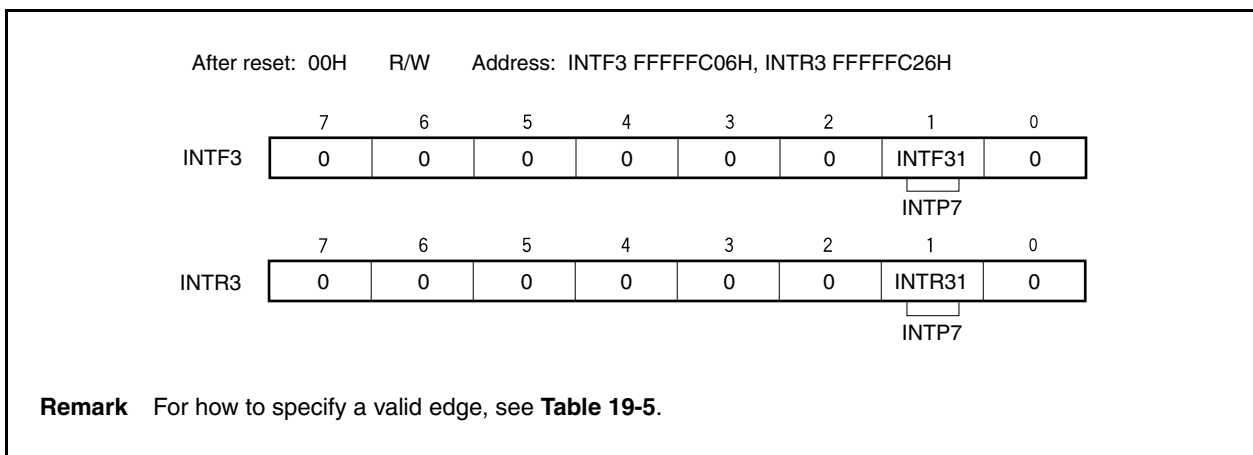 After reset: 00H R/W Address: INTF3 FFFFFC06H, INTR3 FFFFFC26H
7 6 5 4 3 2 1 0
INTF3 0 0 0 0 0 0 INTF31 0
INTP7
7 6 5 4 3 2 1 0
INTR3 0 0 0 0 0 0 INTR31 0
INTP7
Remark For how to specify a valid edge, see Table 19-5.